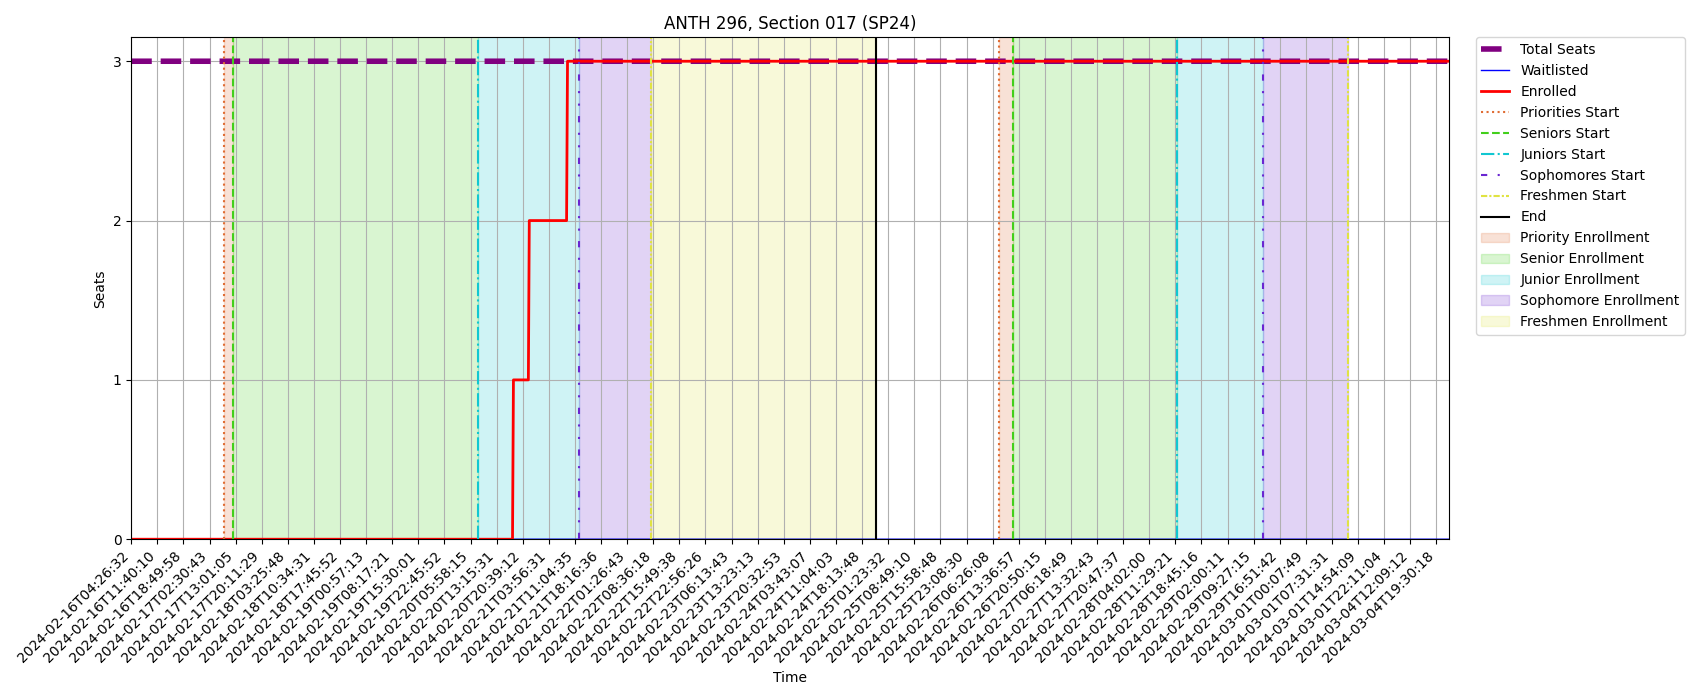 ANTH 296, Section 017 (SP24)
Seats
3
2
1
0
2024-02-16T04:26:32
2024-02-16T11:40:10
2024-02-16T18:49:58
2024-02-17T02:30:43
2024-02-17T13:01:05
2024-02-17T20:11:29
2024-02-18T03:25:48
2024-02-18T10:34:31
2024-02-18T17:45:52
2024-02-19T00:57:13
2024-02-19T08:17:21
2024-02-19T15:30:01
2024-02-19T22:45:52
2024-02-20T05:58:15
2024-02-20T13:15:31
2024-02-20T20:39:12
2024-02-21T03:56:31
2024-02-21T11:04:35
2024-02-21T18:16:36
2024-02-22T01:26:43
2024-02-22T08:36:18
2024-02-22T15:49:38
2024-02-22T22:56:26
2024-02-23T06:13:43
2024-02-23T13:23:13
2024-02-23T20:32:53
2024-02-24T03:43:07
2024-02-24T11:04:03
2024-02-24T18:13:48
2024-02-25T01:23:32
2024-02-25T08:49:10
2024-02-25T15:58:48
2024-02-25T23:08:30
2024-02-26T06:26:08
2024-02-26T13:36:57
2024-02-26T20:50:15
2024-02-27T06:18:49
2024-02-27T13:32:43
2024-02-27T20:47:37
2024-02-28T04:02:00
2024-02-28T11:29:21
2024-02-28T18:45:16
2024-02-29T02:00:11
2024-02-29T09:27:15
2024-02-29T16:51:42
2024-03-01T00:07:49
2024-03-01T07:31:31
2024-03-01T14:54:09
2024-03-01T22:11:04
2024-03-04T12:09:12
2024-03-04T19:30:18
Time
Total Seats
Waitlisted
Enrolled
Priorities Start
Seniors Start
Juniors Start
Sophomores Start
Freshmen Start
End
Priority Enrollment
Senior Enrollment
Junior Enrollment
Sophomore Enrollment
Freshmen Enrollment